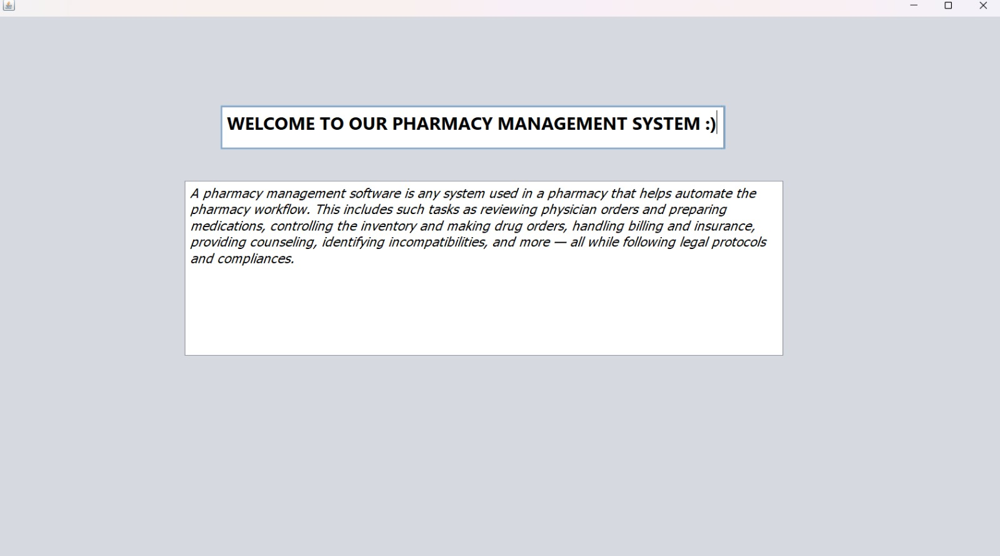 WELCOME TO OUR PHARMACY MANAGEMENT SYSTEM :)
A pharmacy management software is any system used in a pharmacy that helps automate the
pharmacy workflow. This includes such tasks as reviewing physician orders and preparing
medications, controlling the inventory and making drug orders, handling billing and insurance,
providing counseling, identifying incompatibilities, and more — all while following legal protocols
and compliances.